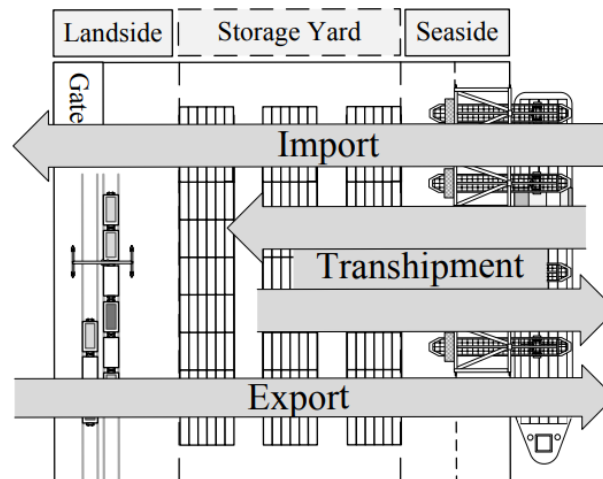 Landside
Storage Yard
Seaside
Gate
Import
Transhipment
Export